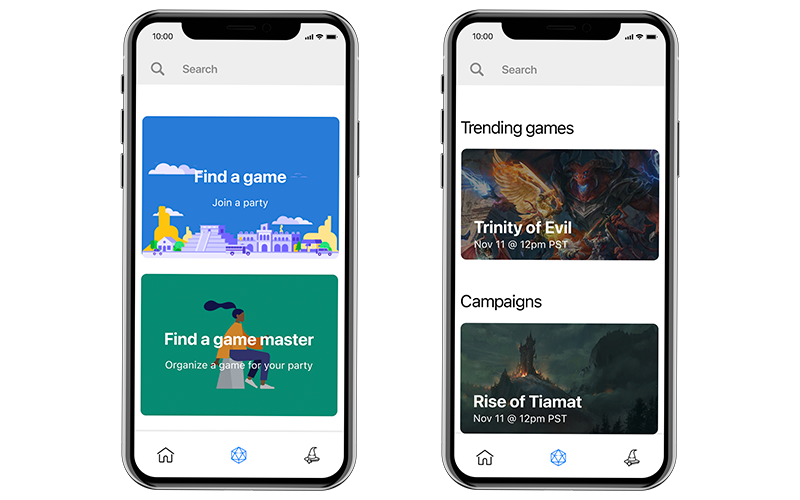 10:00
Search
Find a game
Join a party
Find a game master
Organize a game for your party
10:00
Search
Trending games
Trinity of Evil
Nov 11 @ 12pm PST
Campaigns
Rise of Tiamat
Nov 11 @ 12pm PST